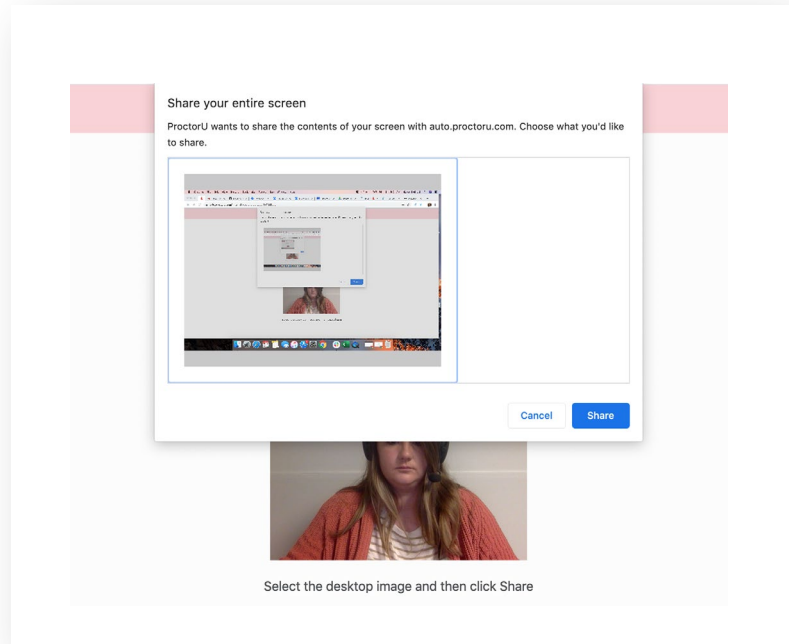 Share your entire screen
ProctorU wants to share the contents of your screen with auto.proctoru.com. Choose what you'd like
to share.
Cancel
Share
Select the desktop image and then click Share